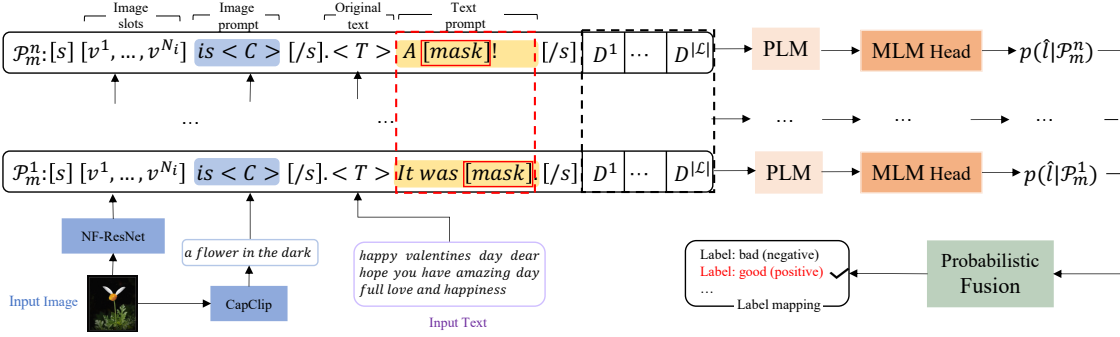 Image slots
Image prompt
Original text
Text prompt
𝒫ₘⁿ:[s] [v¹, …, vᴺⁱ] is < C > [/s]. < T > A [mask]! [/s] D¹ ⋯ D^|ℒ| PLM MLM Head p(l̂|𝒫ₘⁿ)
… … … … …
𝒫ₘ¹:[s] [v¹, …, vᴺⁱ] is < C > [/s]. < T > It was [mask]. [/s] D¹ ⋯ D^|ℒ| PLM MLM Head p(l̂|𝒫ₘ¹)
NF-ResNet
a flower in the dark
happy valentines day dear
hope you have amazing day
full love and happiness
Input Text
Input Image
CapClip
Label: bad (negative)
Label: good (positive)
…
Label mapping
Probabilistic
Fusion